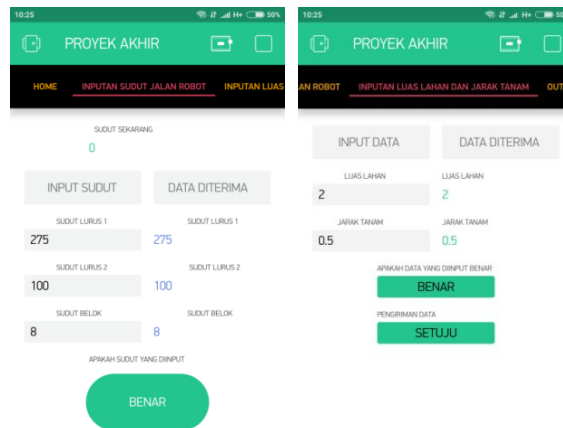 10:25 H+ 50%
PROYEK AKHIR
HOME INPUTAN SUDUT JALAN ROBOT INPUTAN LUAS
SUDUT SEKARANG
0
INPUT SUDUT DATA DITERIMA
SUDUT LURUS 1 SUDUT LURUS 1
275 275
SUDUT LURUS 2 SUDUT LURUS 2
100 100
SUDUT BELOK SUDUT BELOK
8 8
APAKAH SUDUT YANG DIINPUT
BENAR
10:25 H+ 50
PROYEK AKHIR
AN ROBOT INPUTAN LUAS LAHAN DAN JARAK TANAM OUT
INPUT DATA DATA DITERIMA
LUAS LAHAN LUAS LAHAN
2 2
JARAK TANAM JARAK TANAM
0.5 0.5
APAKAH DATA YANG DIINPUT BENAR
BENAR
PENGIRIMAN DATA
SETUJU